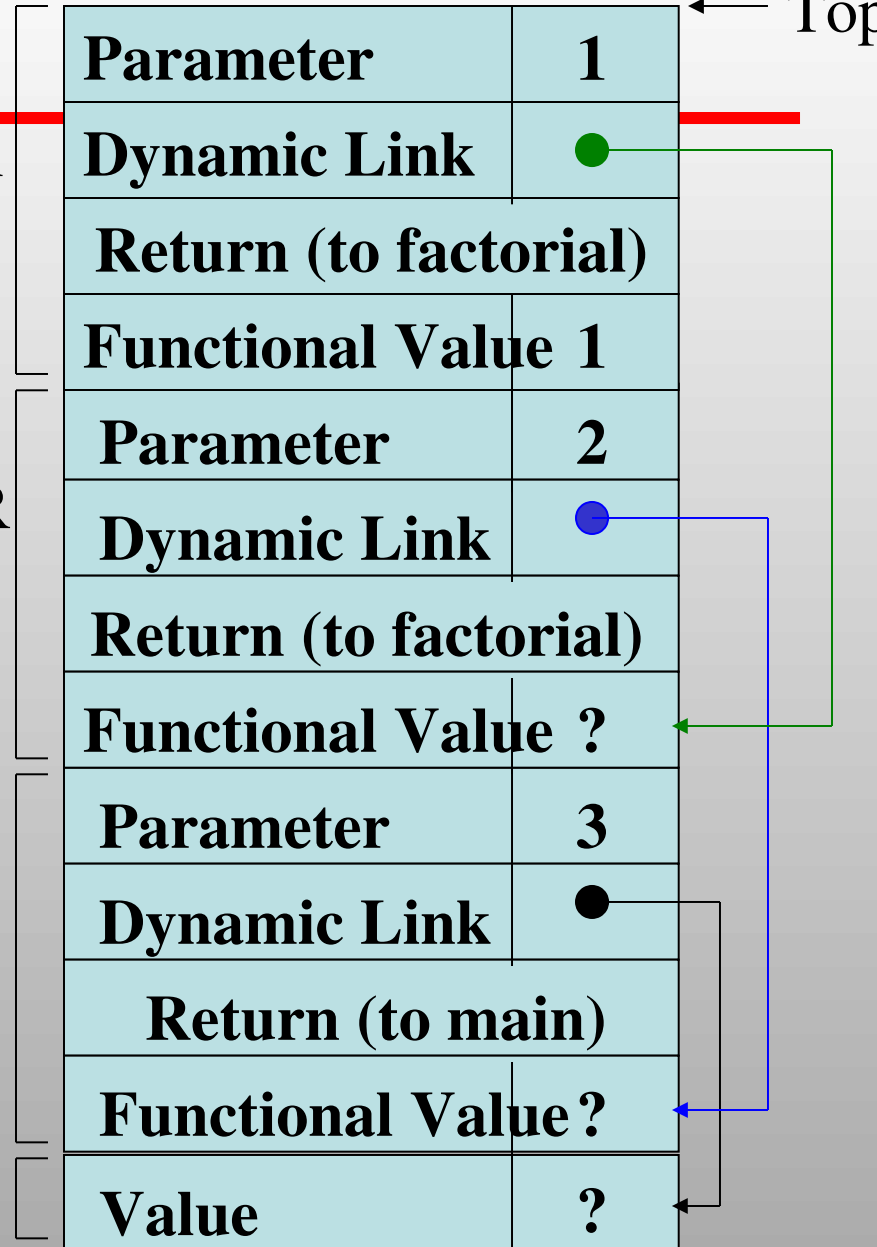 Top
Parameter 1
Dynamic Link
Return (to factorial)
Functional Value 1
Parameter 2
R
Dynamic Link
Return (to factorial)
Functional Value ?
Parameter 3
Dynamic Link
Return (to main)
Functional Value ?
Value ?